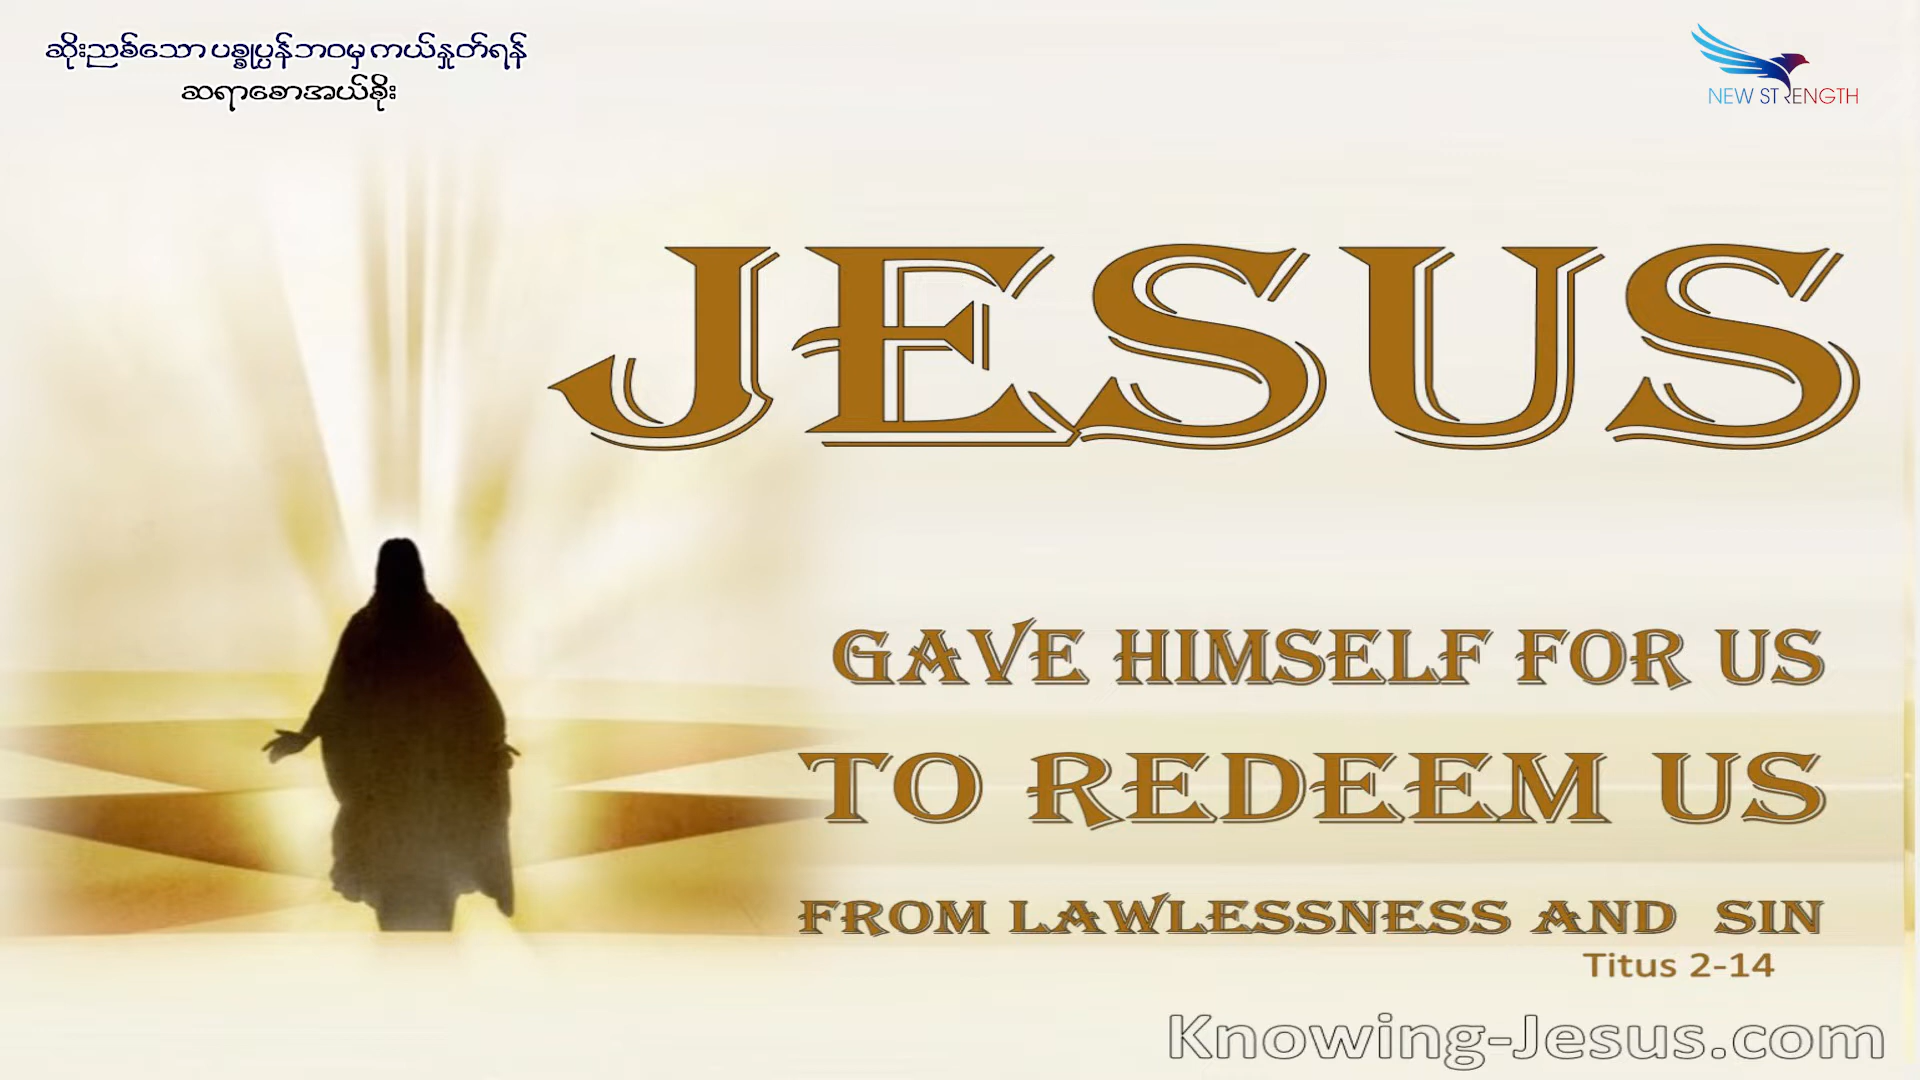 ဆိုးညစ်သော ပစ္စုပ္ပန်ဘဝမှ ကယ်နှုတ်ရန်
ဆရာစောအယ်ခိုး
NEW STRENGTH
JESUS
GAVE HIMSELF FOR US
TO REDEEM US
FROM LAWLESSNESS AND SIN
Titus 2-14
Knowing-Jesus.com